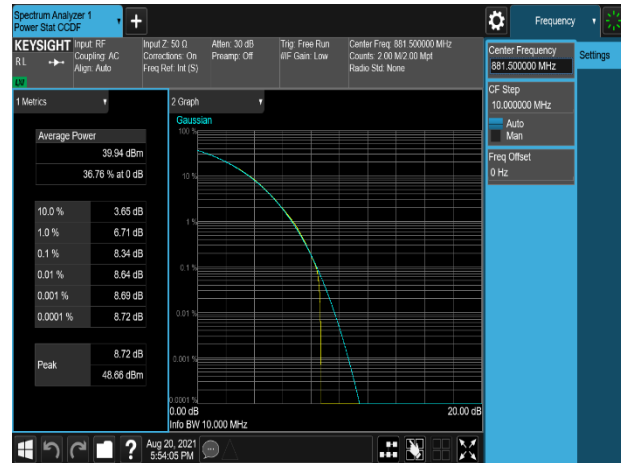 Spectrum Analyzer 1
Power Stat CCDF
+
Frequency
KEYSIGHT
R L
LV
Input: RF
Coupling: AC
Align: Auto
Input Z: 50 Ω
Corrections: On
Freq Ref: Int (S)
Atten: 30 dB
Preamp: Off
Trig: Free Run
#IF Gain: Low
Center Freq: 881.500000 MHz
Counts: 2.00 M/2.00 Mpt
Radio Std: None
Center Frequency
881.500000 MHz
Settings
CF Step
10.000000 MHz
Auto
Man
Freq Offset
0 Hz
1 Metrics
Average Power
39.94 dBm
36.76 % at 0 dB
10.0 % 3.65 dB
1.0 % 6.71 dB
0.1 % 8.34 dB
0.01 % 8.64 dB
0.001 % 8.69 dB
0.0001 % 8.72 dB
Peak
8.72 dB
48.66 dBm
2 Graph
Gaussian
100 %
10 %
1 %
0.1 %
0.01 %
0.001 %
0.0001 %
0.00 dB 20.00 dB
Info BW 10.000 MHz
?
Aug 20, 2021
5:54:05 PM